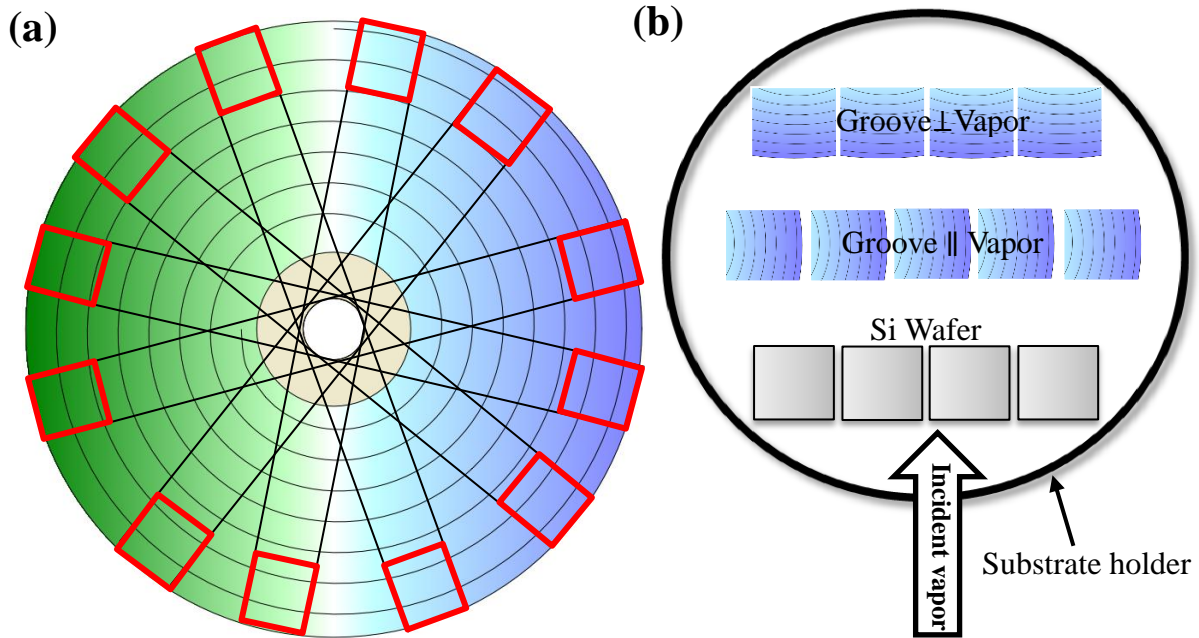 (a)
(b)
Groove⊥Vapor
Groove ∥ Vapor
Si Wafer
Incident vapor
Substrate holder